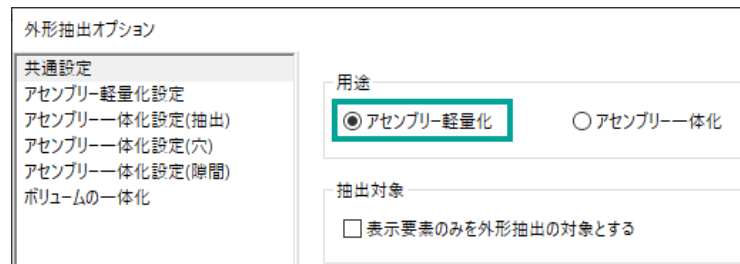 外形抽出オプション
共通設定
アセンブリー軽量化設定
アセンブリー一体化設定(抽出)
アセンブリー一体化設定(穴)
アセンブリー一体化設定(隙間)
ボリュームの一体化
用途
アセンブリー軽量化
アセンブリー一体化
抽出対象
表示要素のみを外形抽出の対象とする